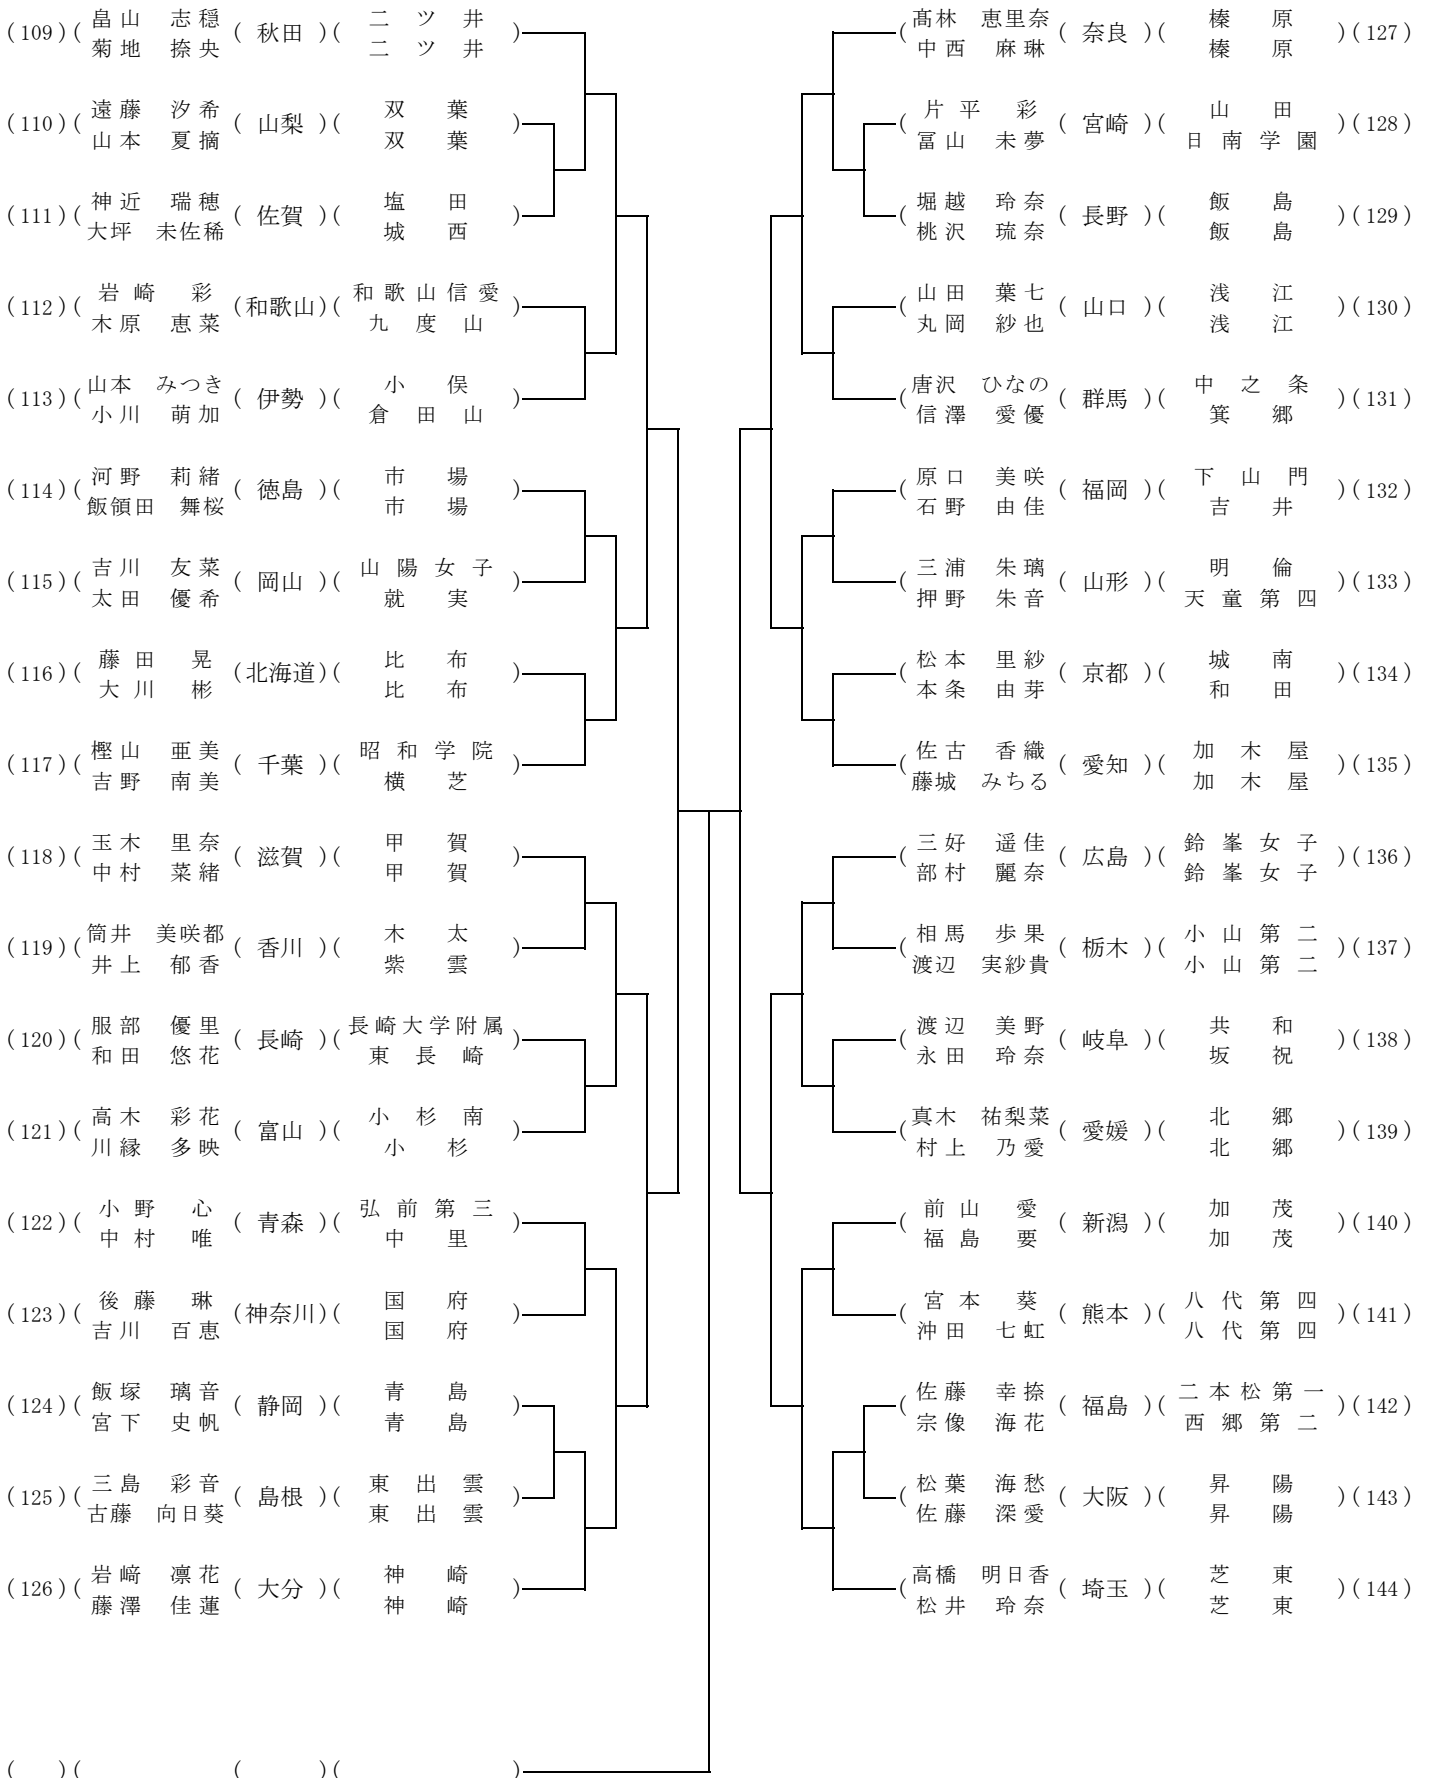 (109)(畠山 志穏(秋田)(二ツ井)
菊地 捺央 二ツ井
(110)(遠藤 汐希(山梨)(双葉)
山本 夏摘 双葉
(111)(神近 瑞穂(佐賀)(塩田)
大坪 未佐稀 城西
(112)(岩崎 彩(和歌山)(和歌山信愛)
木原 恵菜 九度山
(113)(山本 みつき(伊勢)(小俣)
小川 萌加 倉田山
(114)(河野 莉緒(徳島)(市場)
飯領田 舞桜 市場
(115)(吉川 友菜(岡山)(山陽女子)
太田 優希 就実
(116)(藤田 晃(北海道)(比布)
大川 彬 比布
(117)(樫山 亜美(千葉)(昭和学院)
吉野 南美 横芝
(118)(玉木 里奈(滋賀)(甲賀)
中村 菜緒 甲賀
(119)(筒井 美咲都(香川)(木太)
井上 郁香 紫雲
(120)(服部 優里(長崎)(長崎大学附属)
和田 悠花 東長崎
(121)(高木 彩花(富山)(小杉南)
川縁 多映 小杉
(122)(小野 心(青森)(弘前第三)
中村 唯 中里
(123)(後藤 琳(神奈川)(国府)
吉川 百恵 国府
(124)(飯塚 璃音(静岡)(青島)
宮下 史帆 青島
(125)(三島 彩音(島根)(東出雲)
古藤 向日葵 東出雲
(126)(岩﨑 凛花(大分)(神崎)
藤澤 佳蓮 神崎
( )( ( )( )
(髙林 恵里奈(奈良)(榛原)(127)
中西 麻琳 榛原
(片平 彩(宮崎)(山田)(128)
冨山 未夢 日南学園
(堀越 玲奈(長野)(飯島)(129)
桃沢 琉奈 飯島
(山田 葉七(山口)(浅江)(130)
丸岡 紗也 浅江
(唐沢 ひなの(群馬)(中之条)(131)
信澤 愛優 箕郷
(原口 美咲(福岡)(下山門)(132)
石野 由佳 吉井
(三浦 朱璃(山形)(明倫)(133)
押野 朱音 天童第四
(松本 里紗(京都)(城南)(134)
本条 由芽 和田
(佐古 香織(愛知)(加木屋)(135)
藤城 みちる 加木屋
(三好 遥佳(広島)(鈴峯女子)(136)
部村 麗奈 鈴峯女子
(相馬 歩果(栃木)(小山第二)(137)
渡辺 実紗貴 小山第二
(渡辺 美野(岐阜)(共和)(138)
永田 玲奈 坂祝
(真木 祐梨菜(愛媛)(北郷)(139)
村上 乃愛 北郷
(前山 愛(新潟)(加茂)(140)
福島 要 加茂
(宮本 葵(熊本)(八代第四)(141)
沖田 七虹 八代第四
(佐藤 幸捺(福島)(二本松第一)(142)
宗像 海花 西郷第二
(松葉 海愁(大阪)(昇陽)(143)
佐藤 深愛 昇陽
(高橋 明日香(埼玉)(芝東)(144)
松井 玲奈 芝東